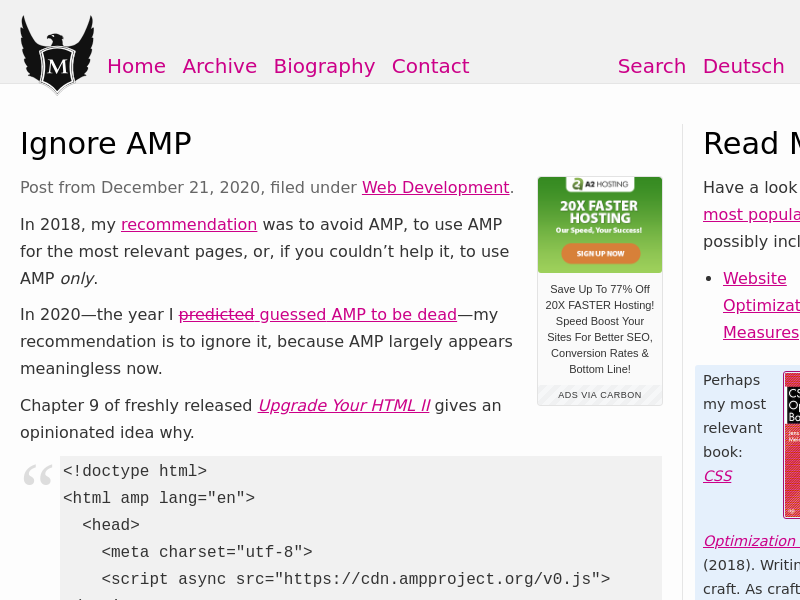 M
Home Archive Biography Contact Search Deutsch
Ignore AMP
Post from December 21, 2020, filed under Web Development.
In 2018, my recommendation was to avoid AMP, to use AMP
for the most relevant pages, or, if you couldn’t help it, to use
AMP only.
In 2020—the year I predicted guessed AMP to be dead—my
recommendation is to ignore it, because AMP largely appears
meaningless now.
Chapter 9 of freshly released Upgrade Your HTML II gives an
opinionated idea why.
“
<!doctype html>
<html amp lang="en">
<head>
<meta charset="utf-8">
<script async src="https://cdn.ampproject.org/v0.js">
A2 HOSTING
20X FASTER
HOSTING
Our Speed, Your Success!
SIGN UP NOW
Save Up To 77% Off
20X FASTER Hosting!
Speed Boost Your
Sites For Better SEO,
Conversion Rates &
Bottom Line!
ADS VIA CARBON
Read M
Have a look
most popula
possibly incl
• Website
Optimizat
Measures
Perhaps
my most
relevant
book:
CSS
Optimization
(2018). Writin
craft. As craft
CS
Op
Ba